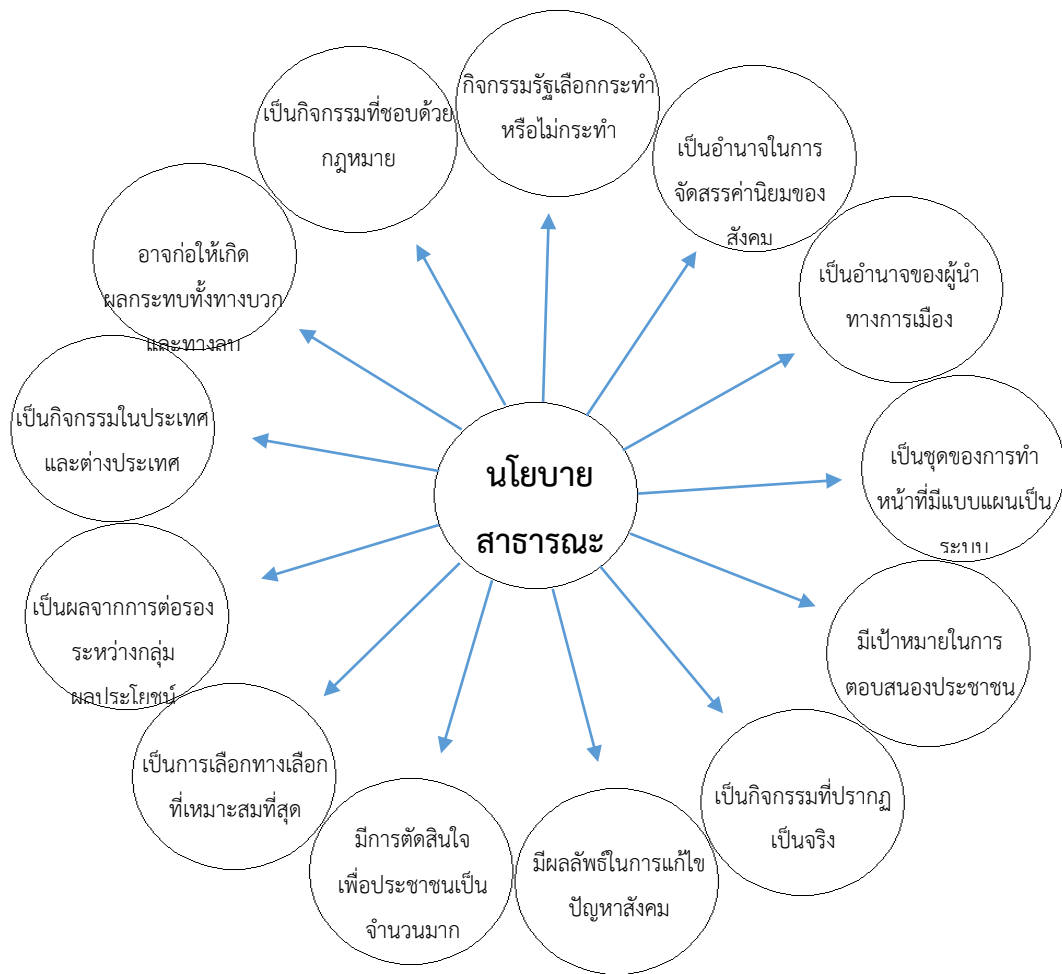 กิจกรรมรัฐเลือกกระทำ
หรือไม่กระทำ
เป็นอำนาจในการ
จัดสรรค่านิยมของ
สังคม
เป็นอำนาจของผู้นำ
ทางการเมือง
เป็นชุดของการทำ
หน้าที่มีแบบแผนเป็น
ระบบ
มีเป้าหมายในการ
ตอบสนองประชาชน
เป็นกิจกรรมที่ปรากฏ
เป็นจริง
มีผลลัพธ์ในการแก้ไข
ปัญหาสังคม
มีการตัดสินใจ
เพื่อประชาชนเป็น
จำนวนมาก
เป็นการเลือกทางเลือก
ที่เหมาะสมที่สุด
เป็นผลจากการต่อรอง
ระหว่างกลุ่ม
ผลประโยชน์
เป็นกิจกรรมในประเทศ
และต่างประเทศ
อาจก่อให้เกิด
ผลกระทบทั้งทางบวก
และทางลบ
เป็นกิจกรรมที่ชอบด้วย
กฎหมาย
นโยบาย
สาธารณะ